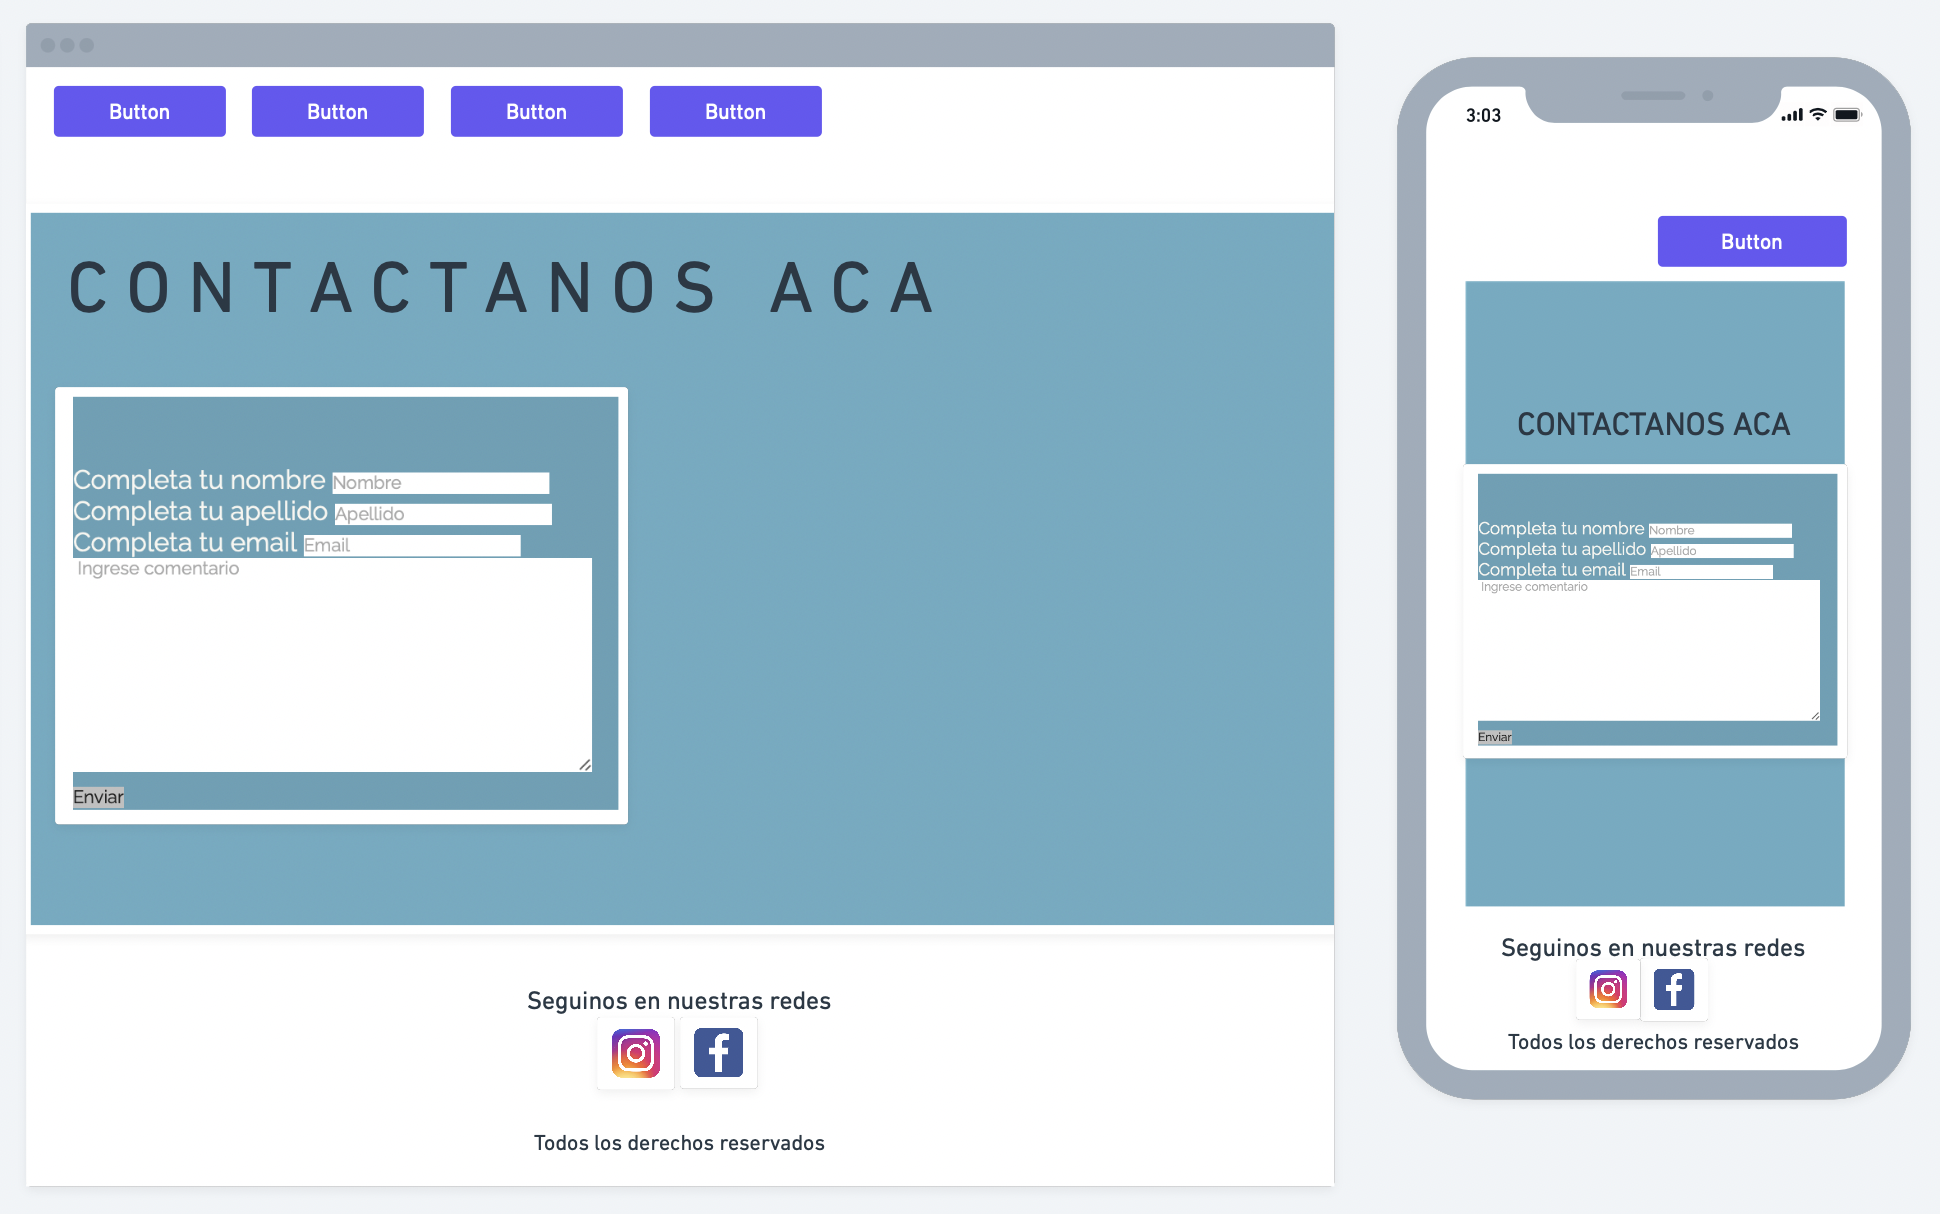 Button Button Button Button
CONTACTANOS ACA
Completa tu nombre Nombre
Completa tu apellido Apellido
Completa tu email Email
Ingrese comentario
Enviar
Seguinos en nuestras redes
Todos los derechos reservados
3:03
Button
CONTACTANOS ACA
Completa tu nombre Nombre
Completa tu apellido Apellido
Completa tu email Email
Ingrese comentario
Enviar
Seguinos en nuestras redes
Todos los derechos reservados